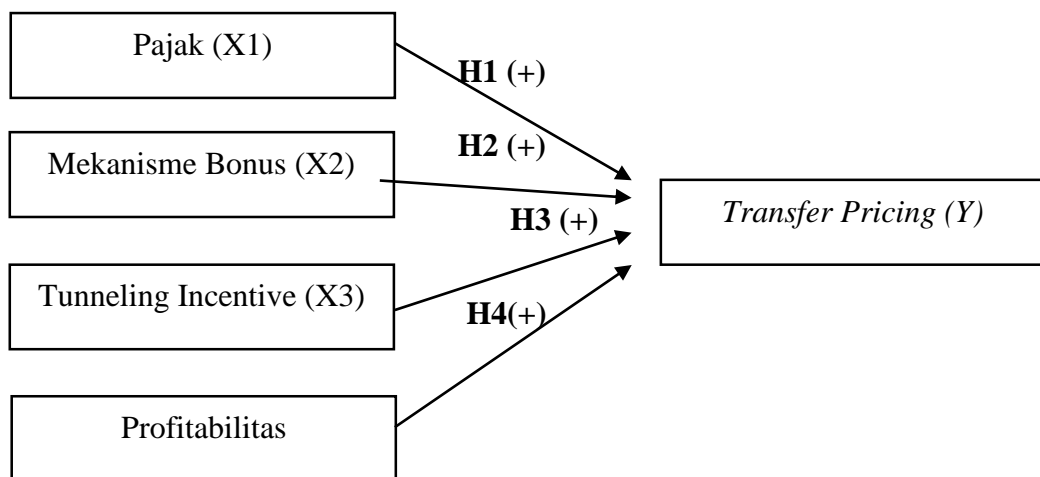 Pajak (X1)
H1 (+)
H2 (+)
Mekanisme Bonus (X2)
Transfer Pricing (Y)
H3 (+)
Tunneling Incentive (X3)
H4(+)
Profitabilitas